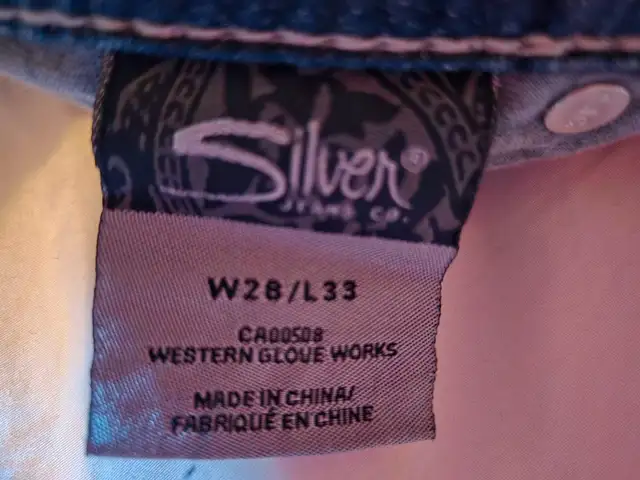 Silver®
JEANS CO.
W28/L33
CA00508
WESTERN GLOVE WORKS
MADE IN CHINA/
FABRIQUÉ EN CHINE